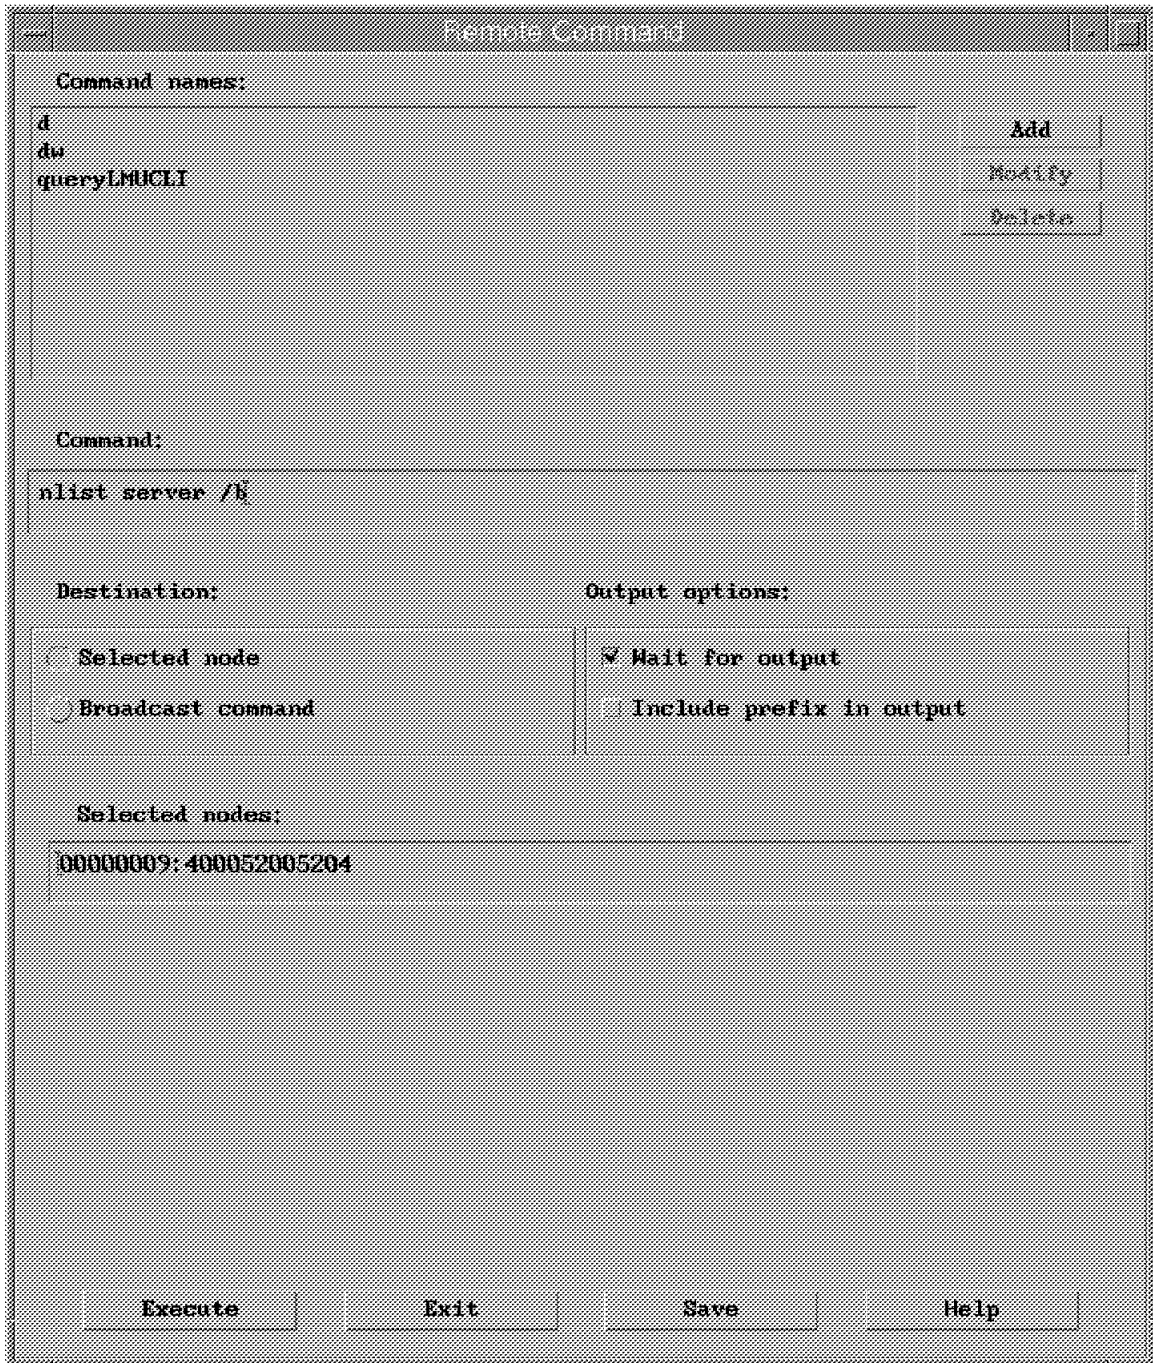 Remote Command
Command names:
d
dw
queryLMUCLI
Add
Modify
Delete
Command:
nlist server /b
Destination:
Output options:
Selected node
Wait for output
Broadcast command
Include prefix in output
Selected nodes:
00000009:400052005204
Execute
Exit
Save
Help